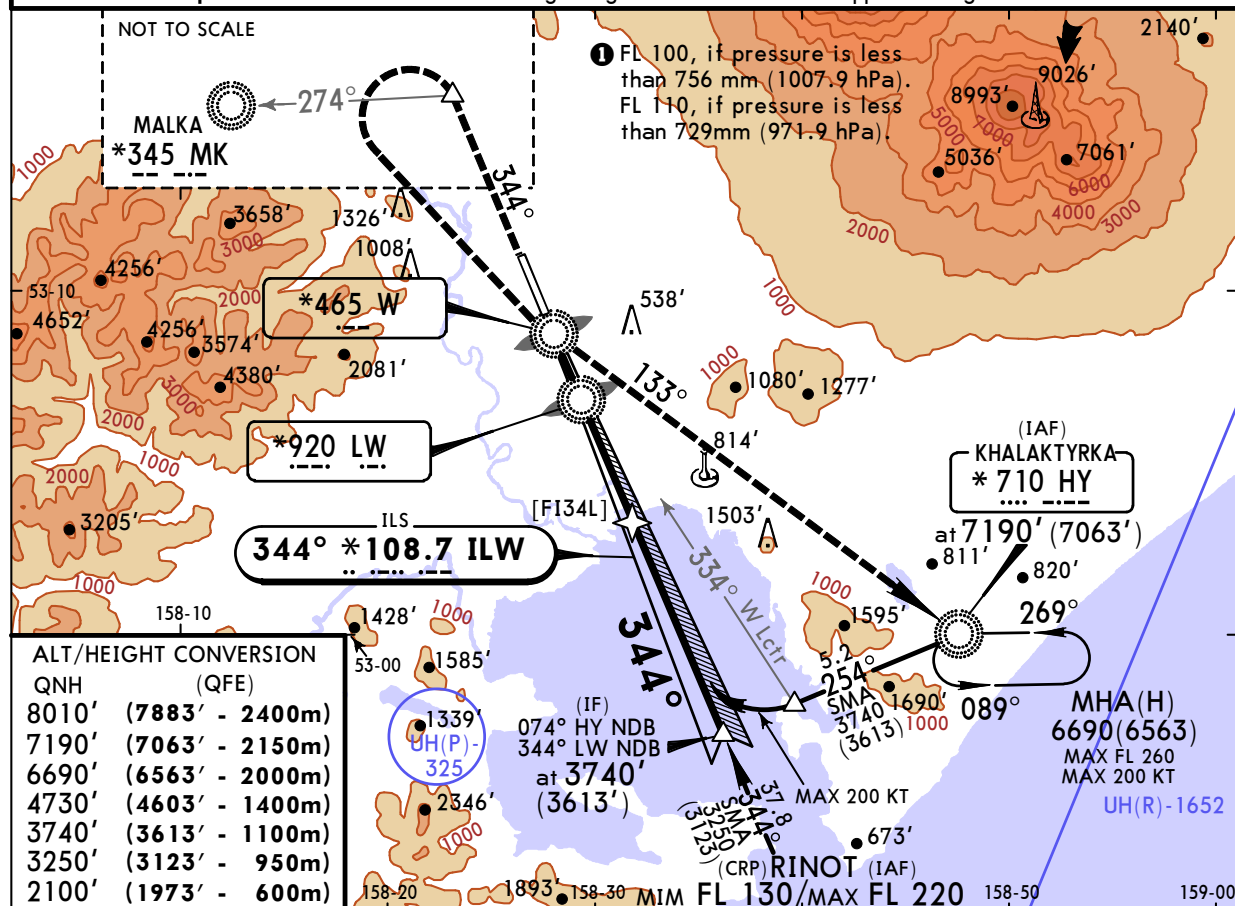 NOT TO SCALE
274°
MALKA
*345 MK
344°
1 FL 100, if pressure is less
than 756 mm (1007.9 hPa).
FL 110, if pressure is less
than 729mm (971.9 hPa).
2140'
9026'
8993'
5000
7000
5036'
7061'
6000
4000
3000
2000
1000
1000
3658'
3000
1326'
1008'
4256'
53-10
2000
*465 W
538'
4652'
4256'
3574'
2081'
4380'
3000
2000
1000
133°
1000
1080'
1277'
*920 LW
814'
(IAF)
KHALAKTYRKA
* 710 HY
at 7190' (7063')
2000
3205'
1000
[FI34L]
ILS
344° *108.7 ILW
1503'
334° W Lctr
811'
820'
1000
1595'
269°
158-10
1428'
1000
53-00
1585'
344°
5.2
254°
SMA
3740
(3613)
1690'
1000
089°
MHA(H)
6690(6563)
MAX FL 260
MAX 200 KT
UH(R)-1652
1339'
UH(P)-
325
(IF)
074° HY NDB
344° LW NDB
at 3740'
(3613')
MAX 200 KT
37.8
344°
SMA
3250
(3123)
2346'
1000
673'
(CRP) RINOT (IAF)
MIM FL 130/MAX FL 220
1893'
158-20
158-30
158-50
159-00
ALT/HEIGHT CONVERSION
QNH (QFE)
8010' (7883' - 2400m)
7190' (7063' - 2150m)
6690' (6563' - 2000m)
4730' (4603' - 1400m)
3740' (3613' - 1100m)
3250' (3123' - 950m)
2100' (1973' - 600m)